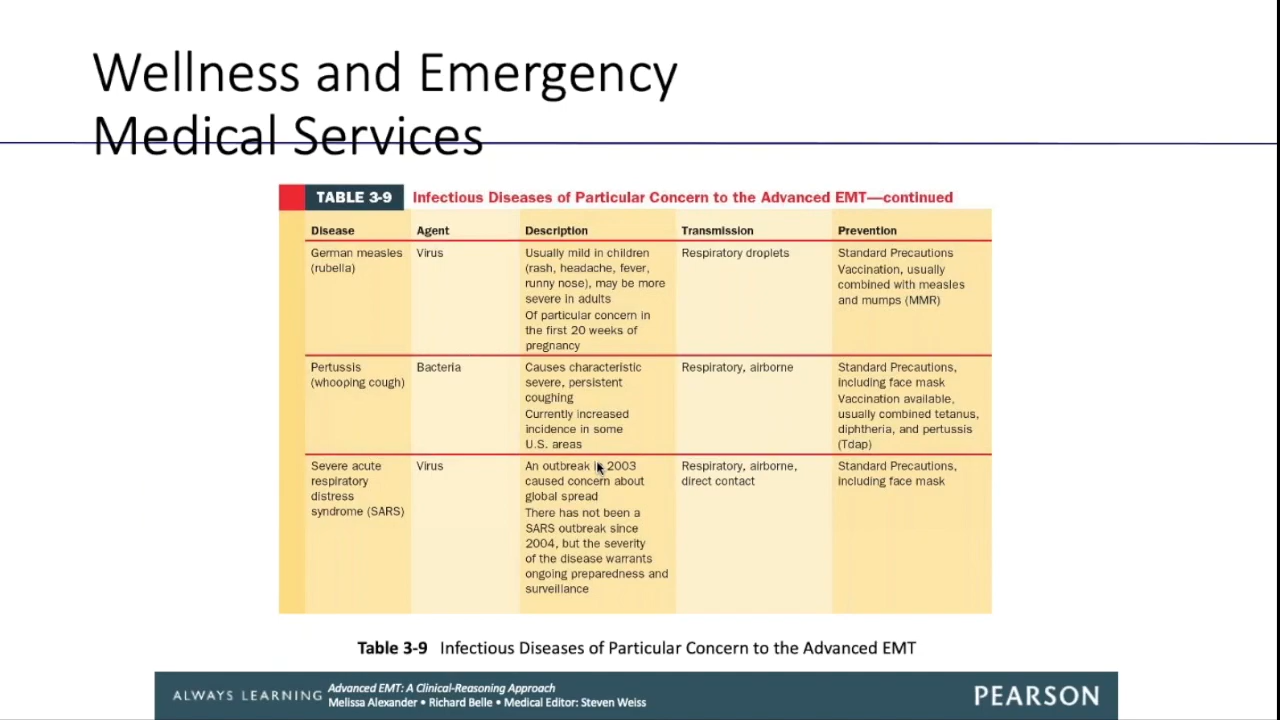 Wellness and Emergency
Medical Services
TABLE 3-9 Infectious Diseases of Particular Concern to the Advanced EMT—continued
Disease Agent Description Transmission Prevention
German measles
(rubella)
Virus
Usually mild in children
(rash, headache, fever,
runny nose), may be more
severe in adults
Of particular concern in
the first 20 weeks of
pregnancy
Respiratory droplets
Standard Precautions
Vaccination, usually
combined with measles
and mumps (MMR)
Pertussis
(whooping cough)
Bacteria
Causes characteristic
severe, persistent
coughing
Currently increased
incidence in some
U.S. areas
Respiratory, airborne
Standard Precautions,
including face mask
Vaccination available,
usually combined tetanus,
diphtheria, and pertussis
(Tdap)
Severe acute
respiratory
distress
syndrome (SARS)
Virus
An outbreak in 2003
caused concern about
global spread
There has not been a
SARS outbreak since
2004, but the severity
of the disease warrants
ongoing preparedness and
surveillance
Respiratory, airborne,
direct contact
Standard Precautions,
including face mask
Table 3-9 Infectious Diseases of Particular Concern to the Advanced EMT
ALWAYS LEARNING
Advanced EMT: A Clinical-Reasoning Approach
Melissa Alexander • Richard Belle • Medical Editor: Steven Weiss
PEARSON